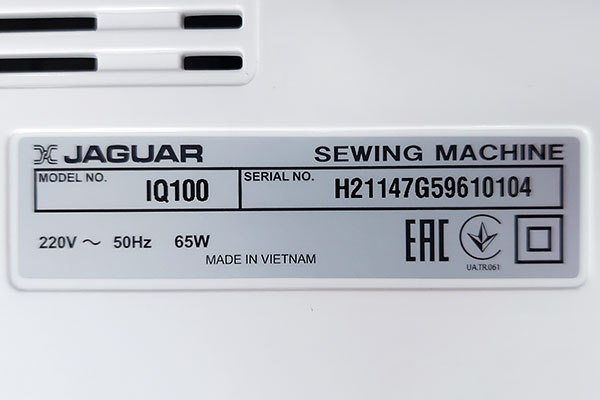 JAGUAR SEWING MACHINE
MODEL NO. IQ100 SERIAL NO. H21147G59610104
220V ~ 50Hz 65W
MADE IN VIETNAM
EAC
UA.TR.061